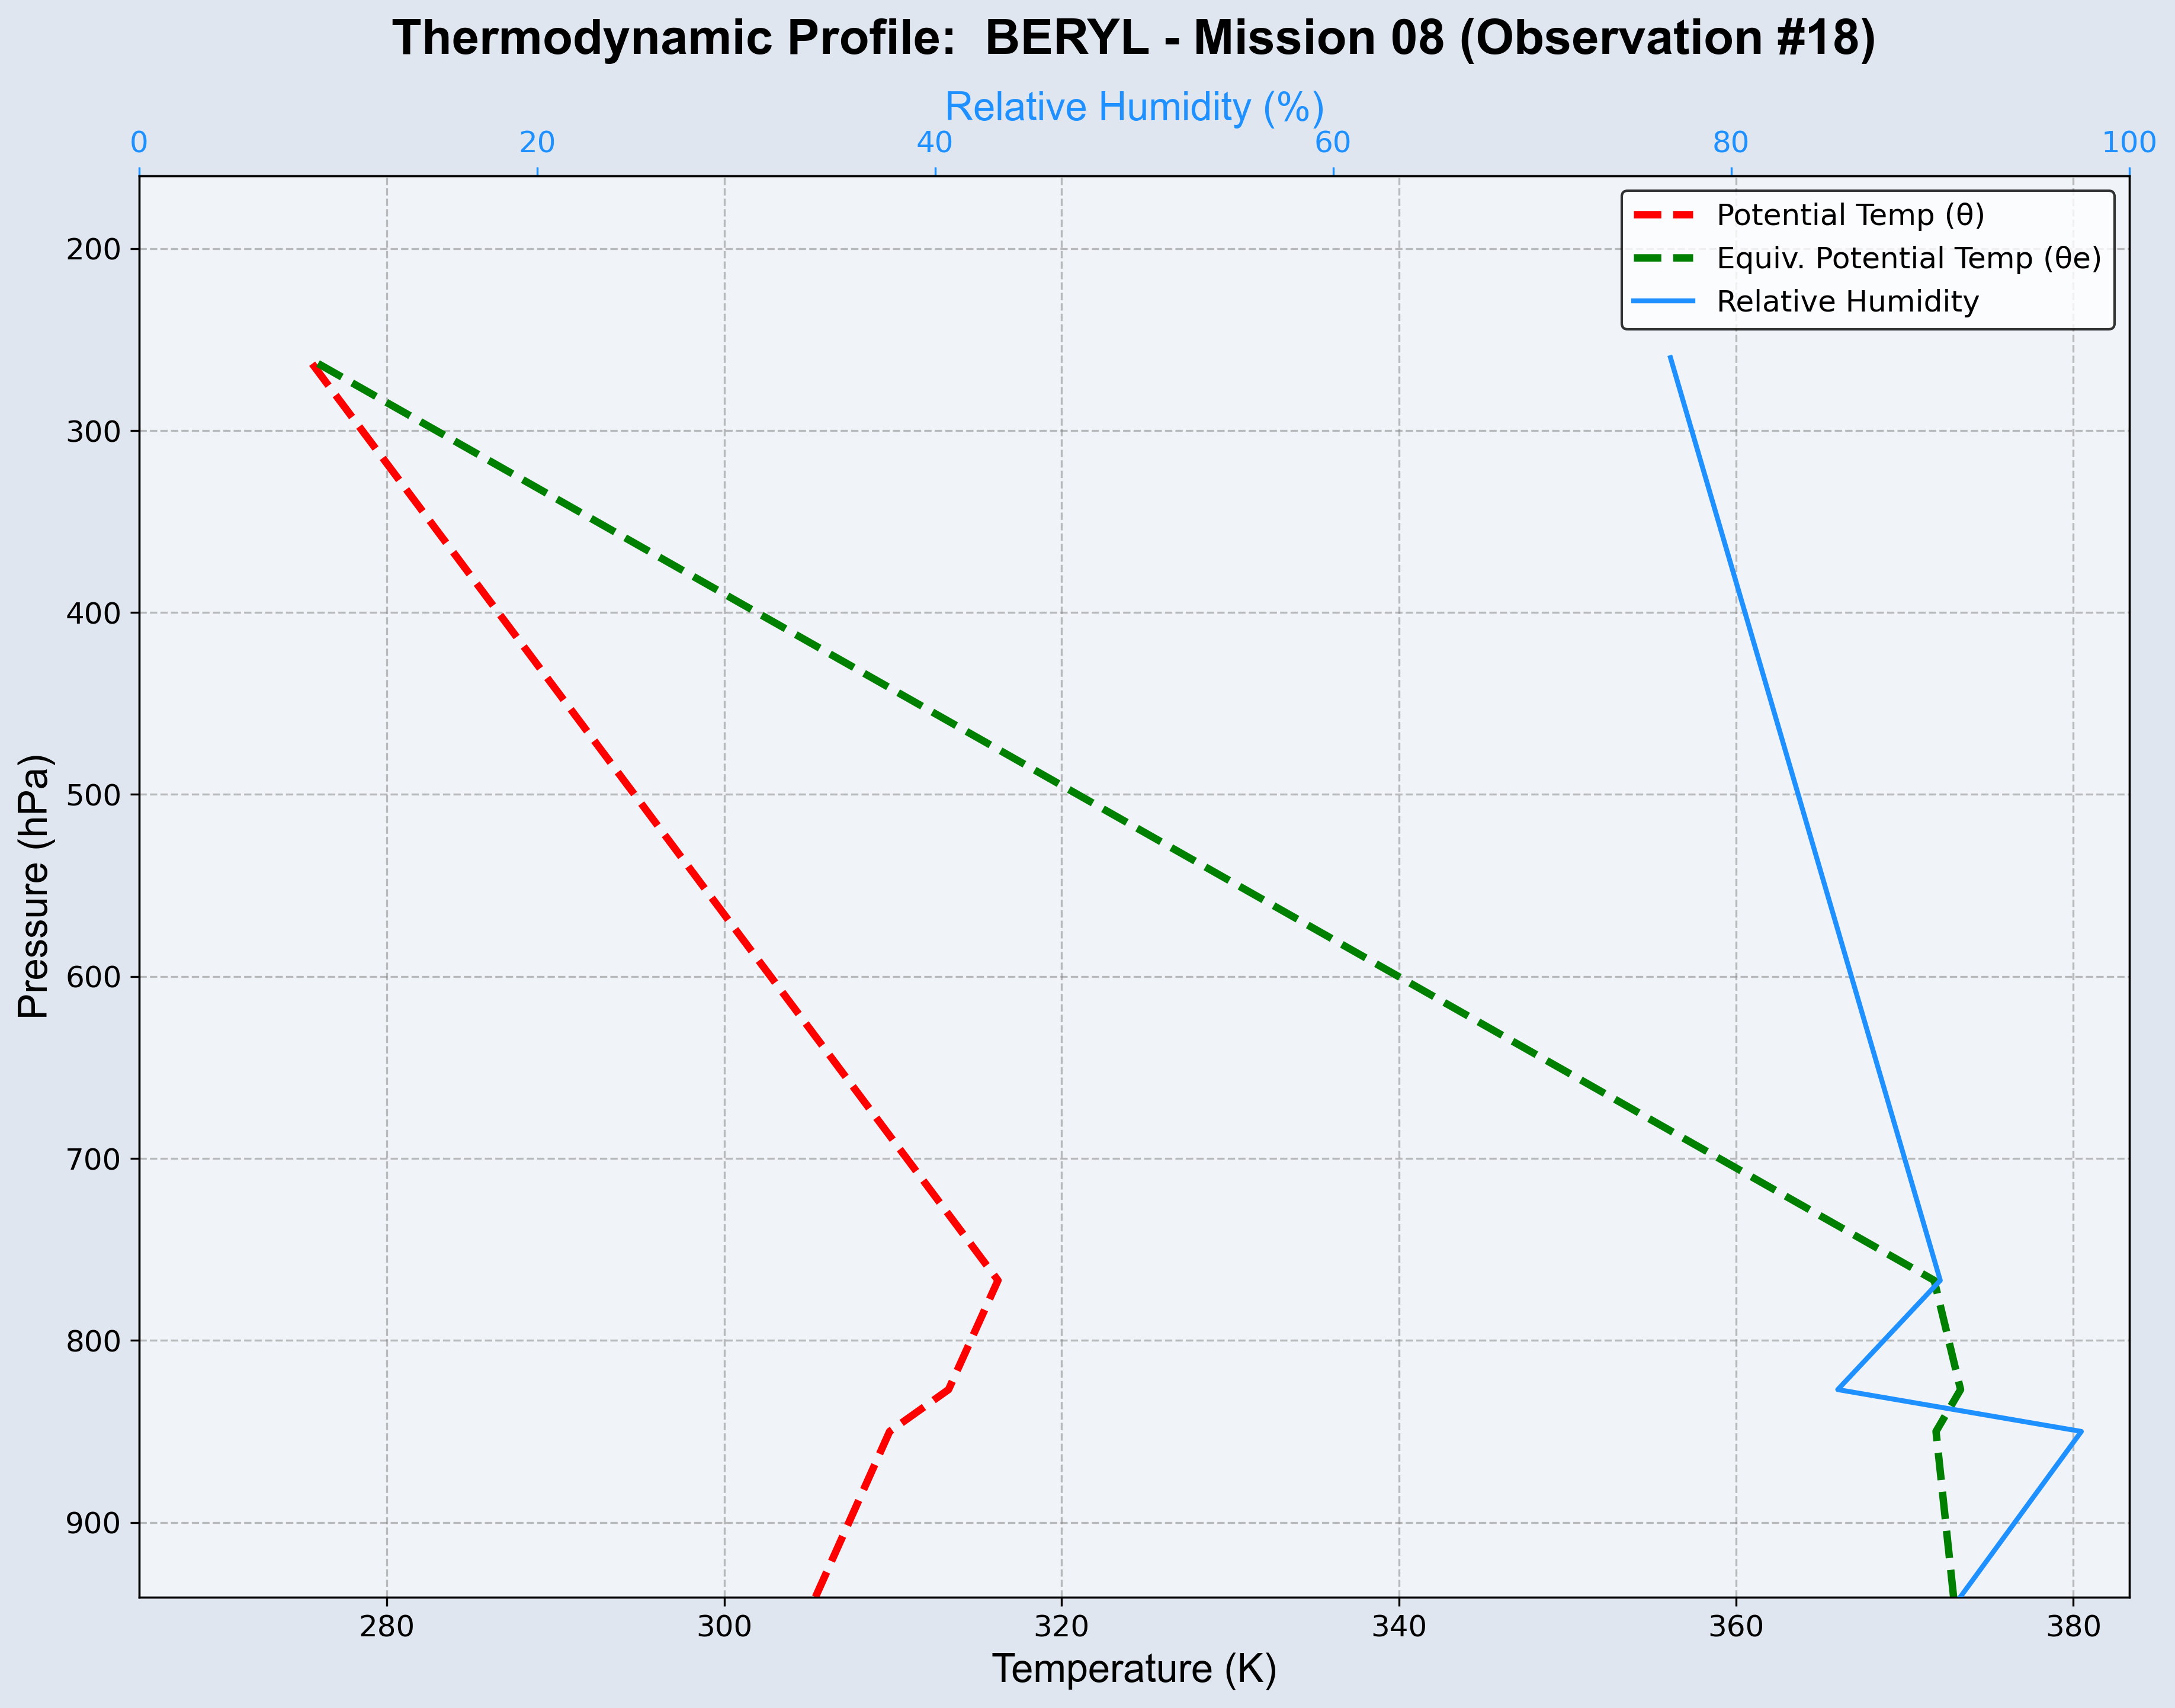 Thermodynamic Profile:  BERYL - Mission 08 (Observation #18)
Relative Humidity (%)
0 20 40 60 80 100
Potential Temp (θ)
Equiv. Potential Temp (θe)
Relative Humidity
Pressure (hPa)
200
300
400
500
600
700
800
900
280 300 320 340 360 380
Temperature (K)